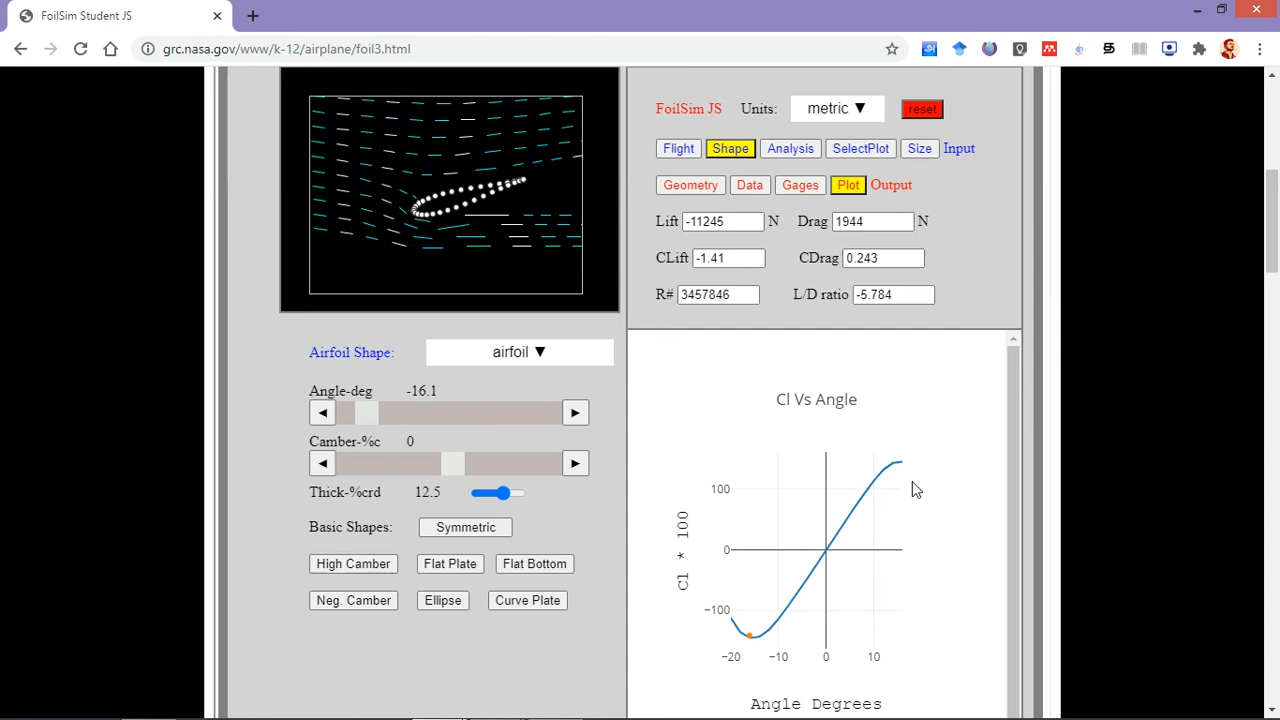 FoilSim Student JS
grc.nasa.gov/www/k-12/airplane/foil3.html
FoilSim JS Units: metric ▼ reset
Flight Shape Analysis SelectPlot Size Input
Geometry Data Gages Plot Output
Lift -11245 N Drag 1944 N
CLift -1.41 CDrag 0.243
R# 3457846 L/D ratio -5.784
Airfoil Shape: airfoil ▼
Angle-deg -16.1
Camber-%c 0
Thick-%crd 12.5
Basic Shapes: Symmetric
High Camber Flat Plate Flat Bottom
Neg. Camber Ellipse Curve Plate
Cl Vs Angle
100
0
−100
Cl * 100
−20 −10 0 10
Angle Degrees